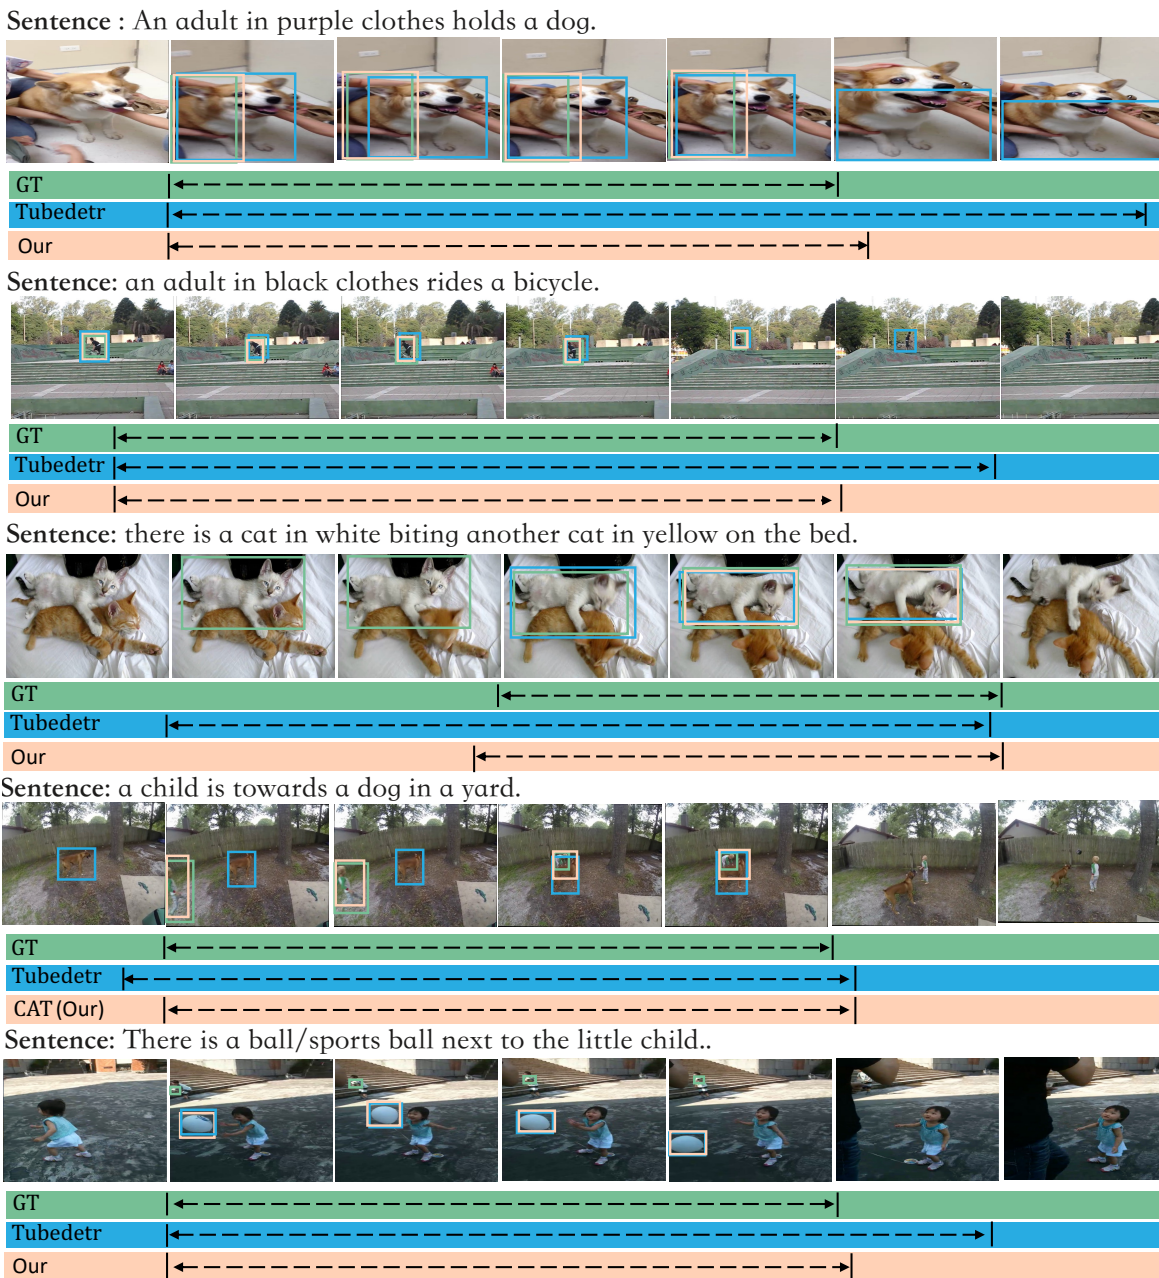 Sentence : An adult in purple clothes holds a dog.
GT
Tubedetr
Our
Sentence: an adult in black clothes rides a bicycle.
GT
Tubedetr
Our
Sentence: there is a cat in white biting another cat in yellow on the bed.
GT
Tubedetr
Our
Sentence: a child is towards a dog in a yard.
GT
Tubedetr
CAT (Our)
Sentence: There is a ball/sports ball next to the little child..
GT
Tubedetr
Our